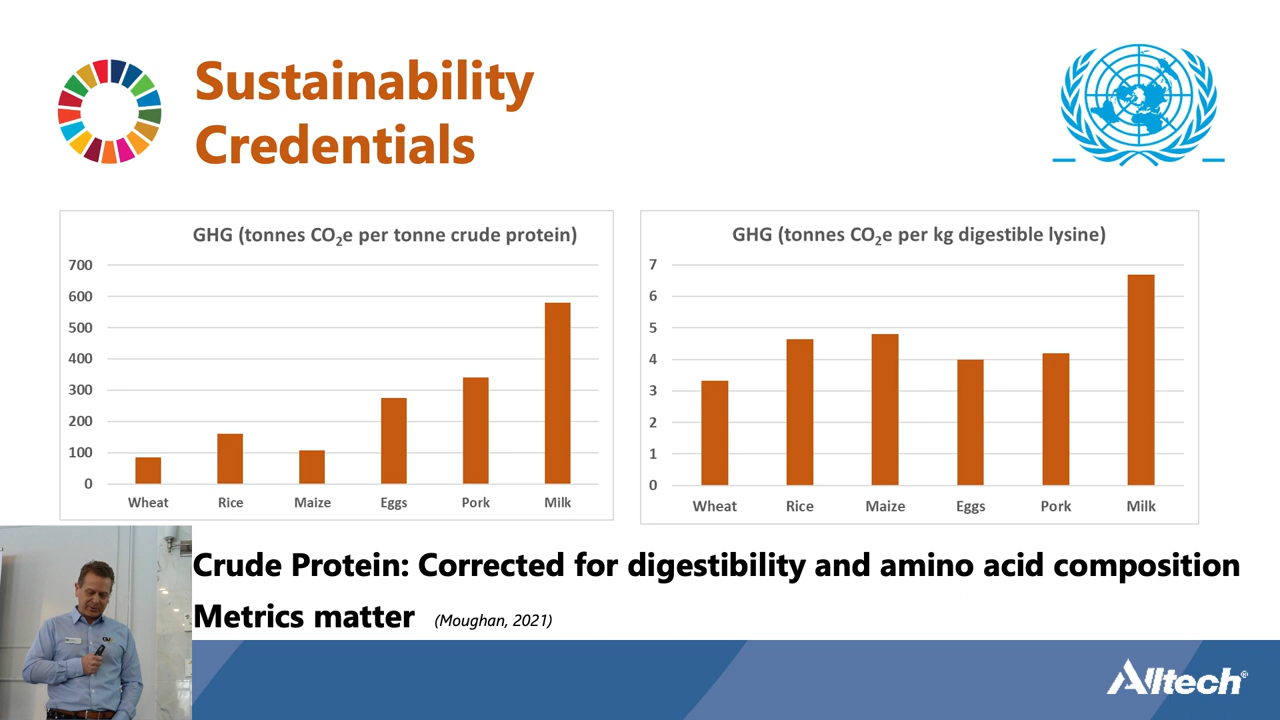 Sustainability
Credentials
GHG (tonnes CO₂e per tonne crude protein)
700
600
500
400
300
200
100
0
Wheat Rice Maize Eggs Pork Milk
GHG (tonnes CO₂e per kg digestible lysine)
7
6
5
4
3
2
1
0
Wheat Rice Maize Eggs Pork Milk
Crude Protein: Corrected for digestibility and amino acid composition
Metrics matter (Moughan, 2021)
Alltech®